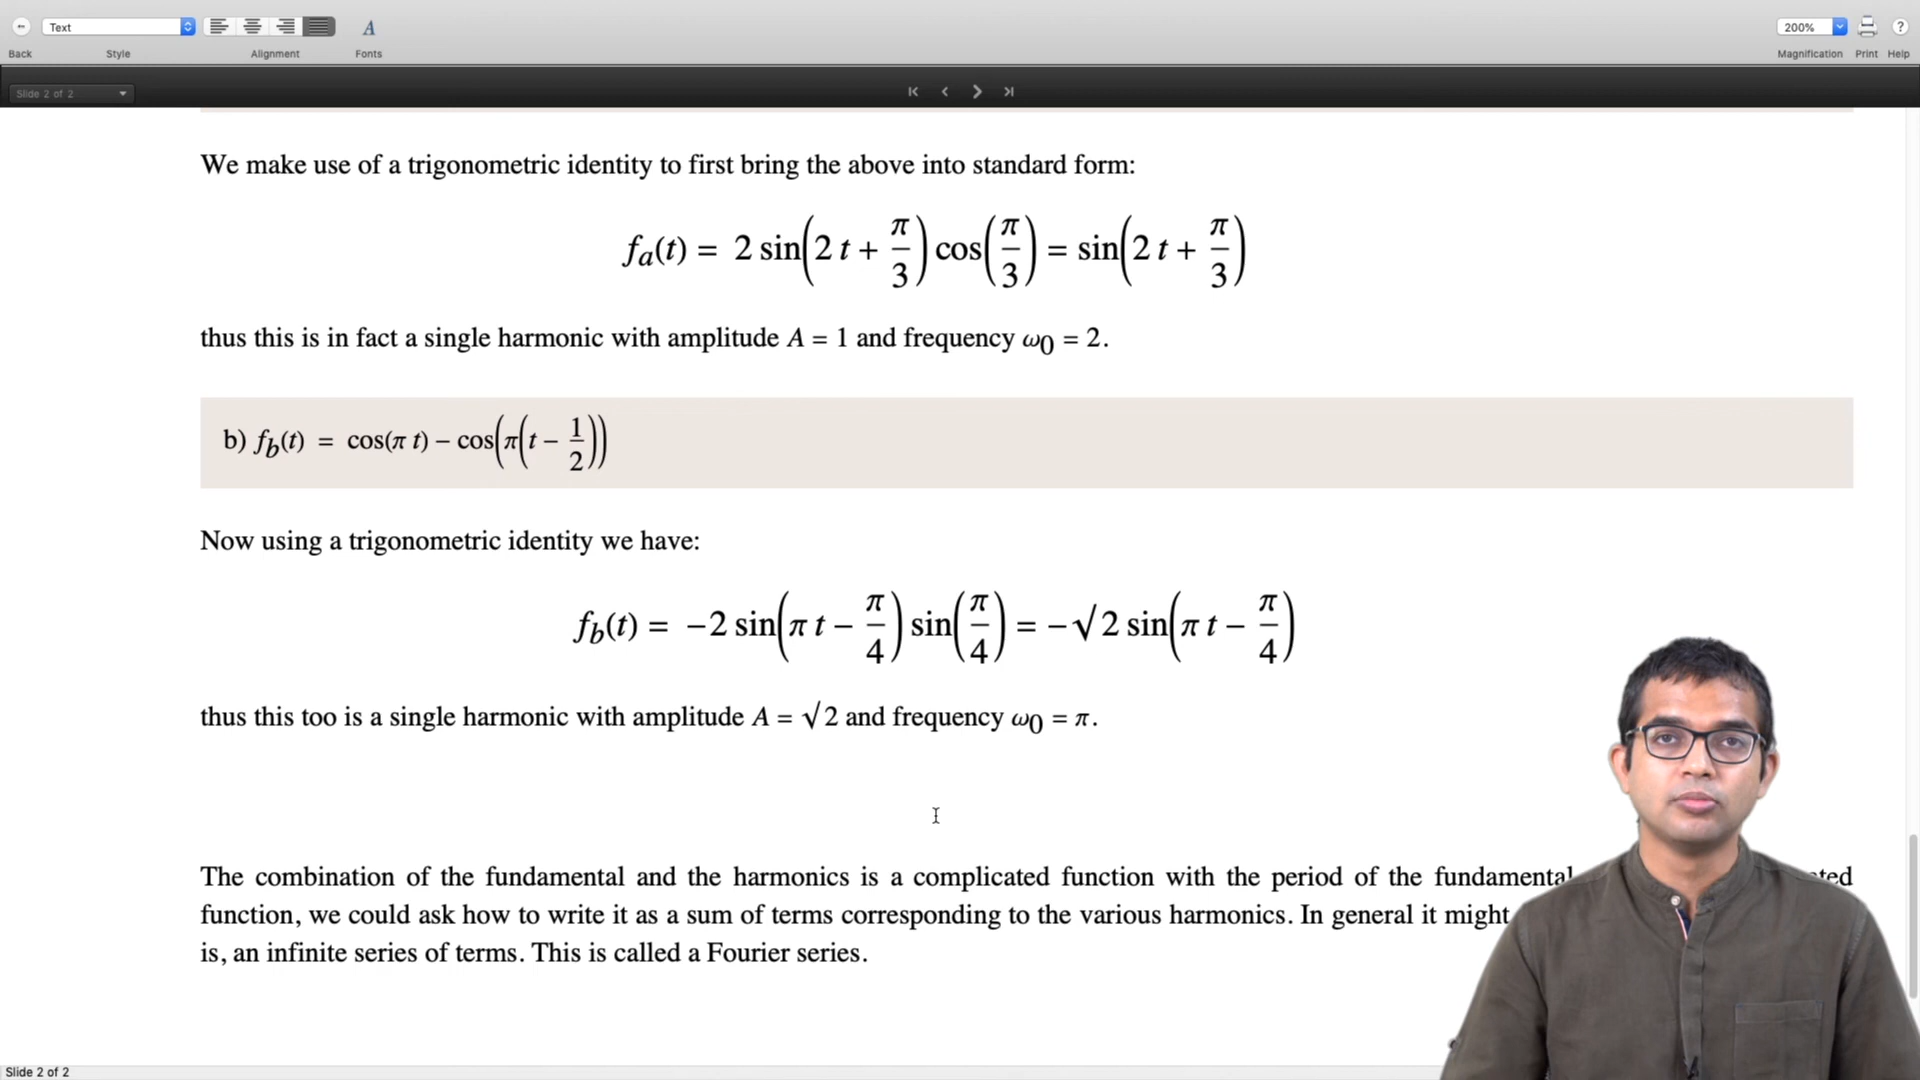 Text
200%
Back
Style
Alignment
A
Fonts
Magnification
Print
?
Help
Slide 2 of 2
We make use of a trigonometric identity to first bring the above into standard form:
fₐ(t) = 2 sin(2 t + π/3) cos(π/3) = sin(2 t + π/3)
thus this is in fact a single harmonic with amplitude A = 1 and frequency ω₀ = 2.
b) f_b(t) = cos(π t) − cos(π(t − 1/2))
Now using a trigonometric identity we have:
f_b(t) = −2 sin(π t − π/4) sin(π/4) = −√2 sin(π t − π/4)
thus this too is a single harmonic with amplitude A = √2 and frequency ω₀ = π.
The combination of the fundamental and the harmonics is a complicated function with the period of the fundamental
function, we could ask how to write it as a sum of terms corresponding to the various harmonics. In general it might
is, an infinite series of terms. This is called a Fourier series.
Slide 2 of 2